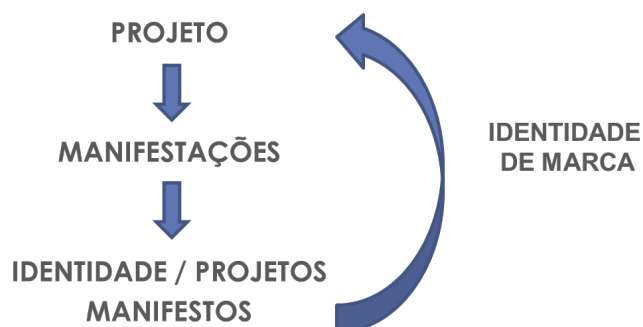 PROJETO
MANIFESTAÇÕES
IDENTIDADE / PROJETOS
MANIFESTOS
IDENTIDADE
DE MARCA